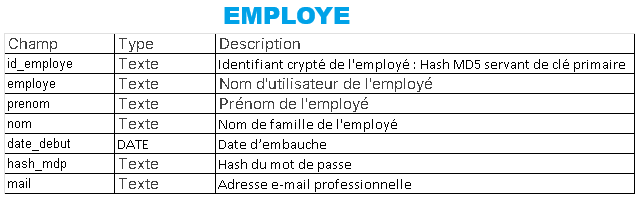 EMPLOYE
Champ Type Description
id_employe Texte Identifiant crypté de l'employé : Hash MD5 servant de clé primaire
employe Texte Nom d'utilisateur de l'employé
prenom Texte Prénom de l'employé
nom Texte Nom de famille de l'employé
date_debut DATE Date d’embauche
hash_mdp Texte Hash du mot de passe
mail Texte Adresse e-mail professionnelle